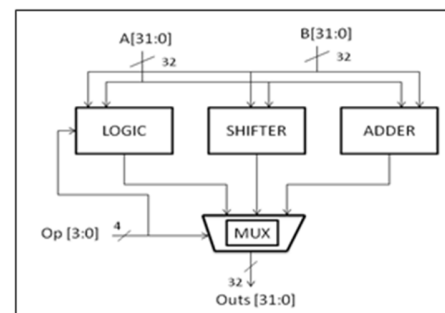 A[31:0] B[31:0]
32 32
LOGIC SHIFTER ADDER
Op [3:0] 4
MUX
32
Outs [31:0]